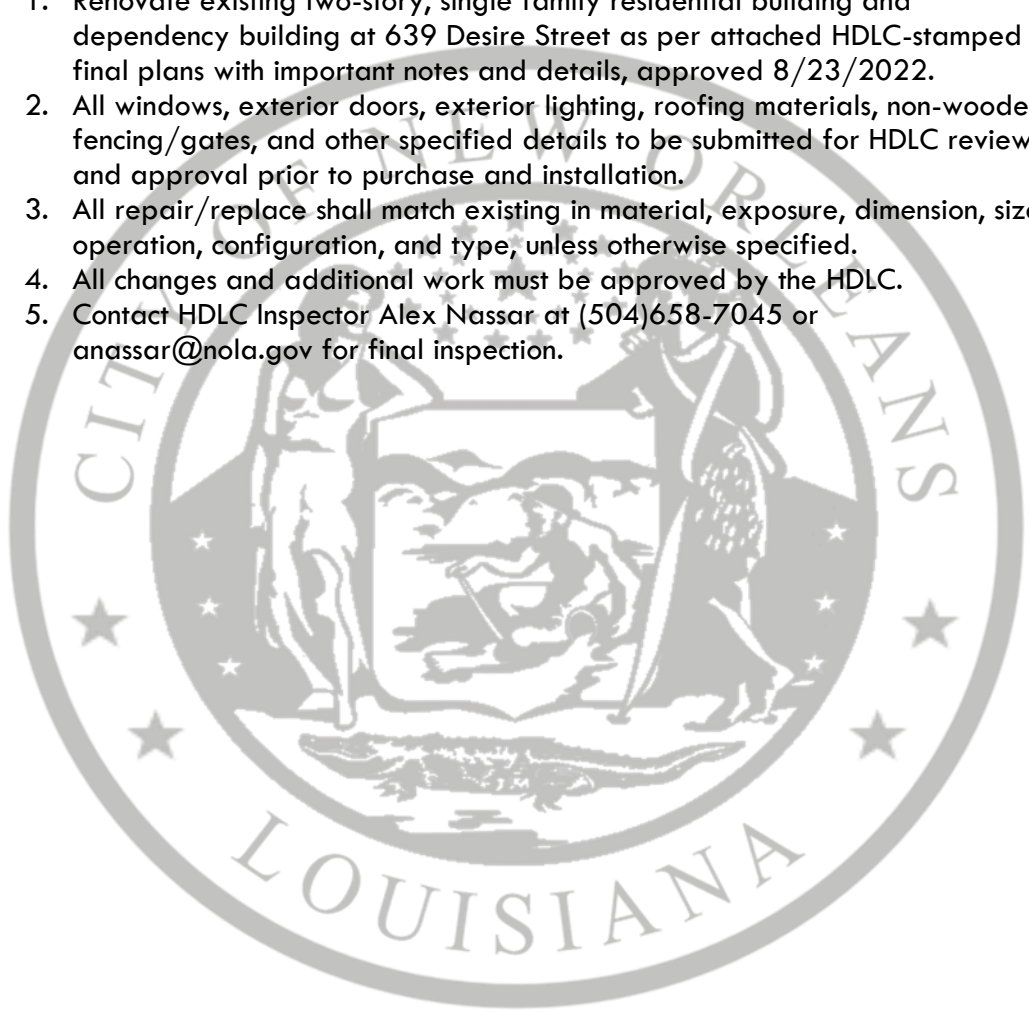 1. Renovate existing two-story, single family residential building and
dependency building at 639 Desire Street as per attached HDLC-stamped
final plans with important notes and details, approved 8/23/2022.
2. All windows, exterior doors, exterior lighting, roofing materials, non-woode
fencing/gates, and other specified details to be submitted for HDLC review
and approval prior to purchase and installation.
3. All repair/replace shall match existing in material, exposure, dimension, siz
operation, configuration, and type, unless otherwise specified.
4. All changes and additional work must be approved by the HDLC.
5. Contact HDLC Inspector Alex Nassar at (504)658-7045 or
anassar@nola.gov for final inspection.
CITY OF NEW ORLEANS
LOUISIANA